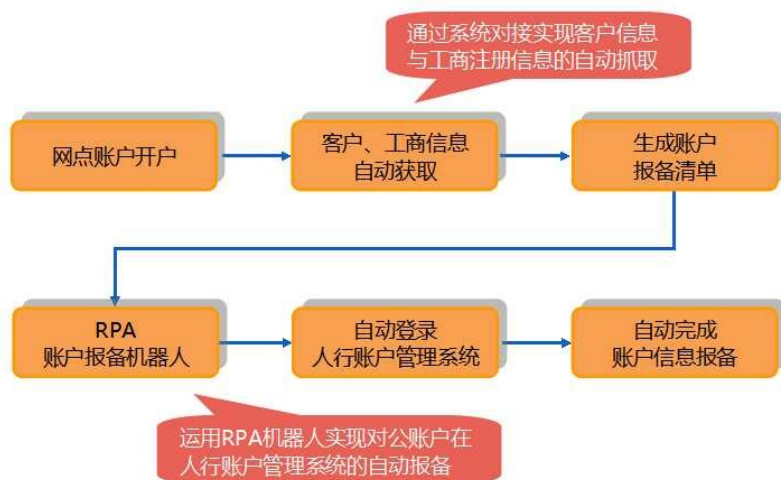 通过系统对接实现客户信息
与工商注册信息的自动抓取
网点账户开户
客户、工商信息
自动获取
生成账户
报备清单
RPA
账户报备机器人
自动登录
人行账户管理系统
自动完成
账户信息报备
运用RPA机器人实现对公账户在
人行账户管理系统的自动报备